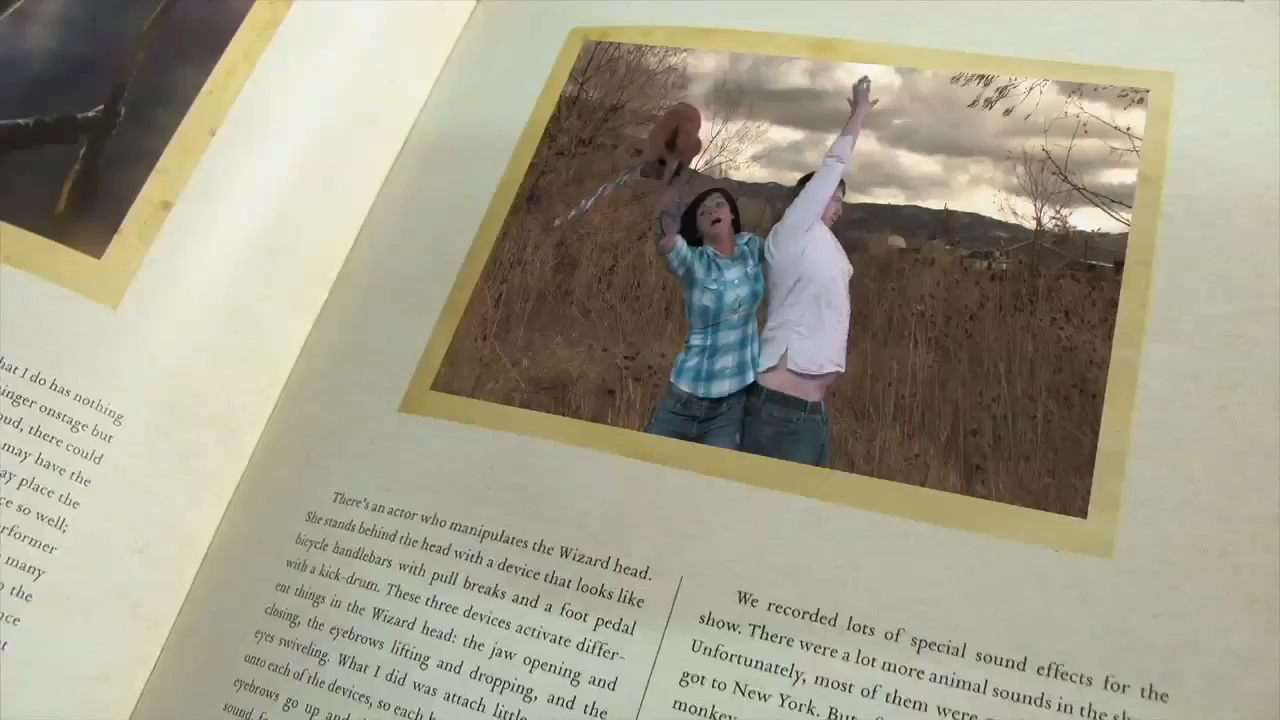 hat I do has nothing
inger onstage but
oud, there could
may have the
ay place the
ce so well;
rformer
many
o the
nce
ut
There's an actor who manipulates the Wizard head.
She stands behind the head with a device that looks like
bicycle handlebars with pull breaks and a foot pedal
with a kick-drum. These three devices activate differ-
ent things in the Wizard head: the jaw opening and
closing, the eyebrows lifting and dropping, and the
eyes swiveling. What I did was attach little
onto each of the devices, so each
eyebrows go up and
sound,
We recorded lots of special sound effects for the
show. There were a lot more animal sounds in the
Unfortunately, most of them were
got to New York. But
monkey